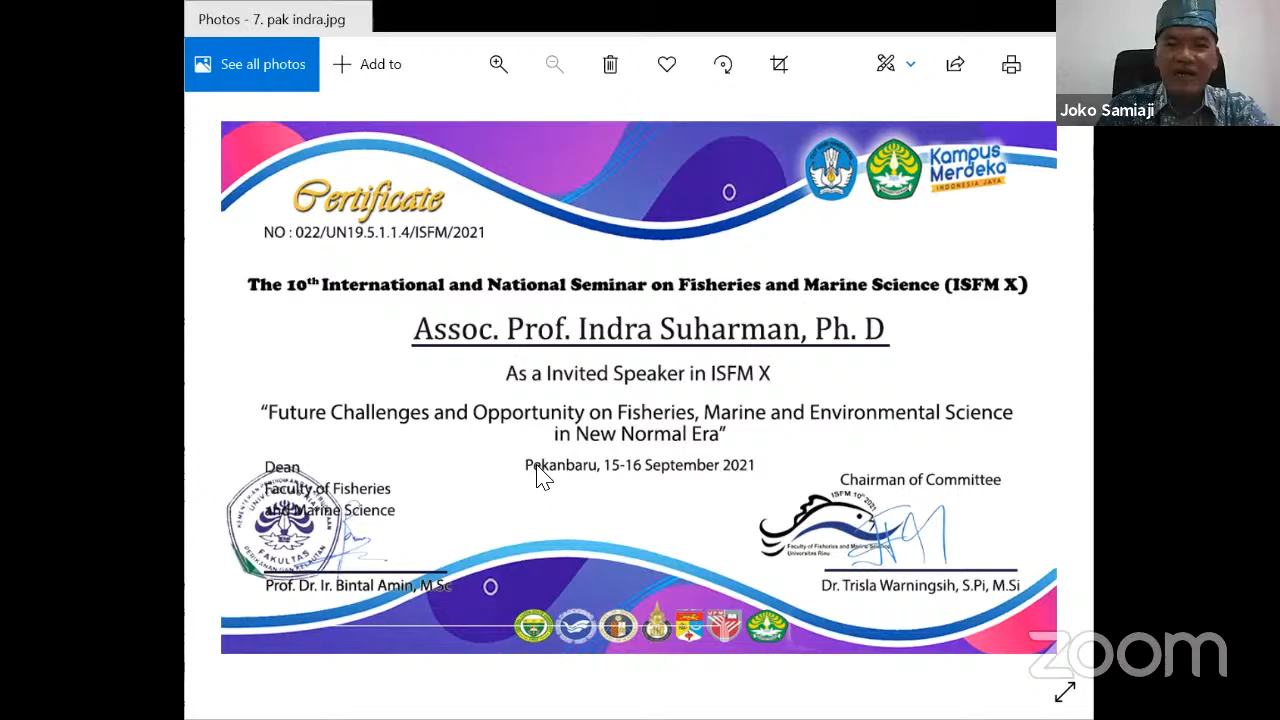 Photos - 7. pak indra.jpg
See all photos
Add to
Joko Samiaji
Kampus
Merdeka
INDONESIA JAYA
Certificate
NO : 022/UN19.5.1.1.4/ISFM/2021
The 10th International and National Seminar on Fisheries and Marine Science (ISFM X)
Assoc. Prof. Indra Suharman, Ph. D
As a Invited Speaker in ISFM X
“Future Challenges and Opportunity on Fisheries, Marine and Environmental Science
in New Normal Era”
Pekanbaru, 15-16 September 2021
Dean
Faculty of Fisheries
and Marine Science
FAKULTAS
Prof. Dr. Ir. Bintal Amin, M.Sc
Chairman of Committee
ISFM 10th 2021
Faculty of Fisheries and Marine Science
Universitas Riau
Dr. Trisla Warningsih, S.Pi, M.Si
zoom